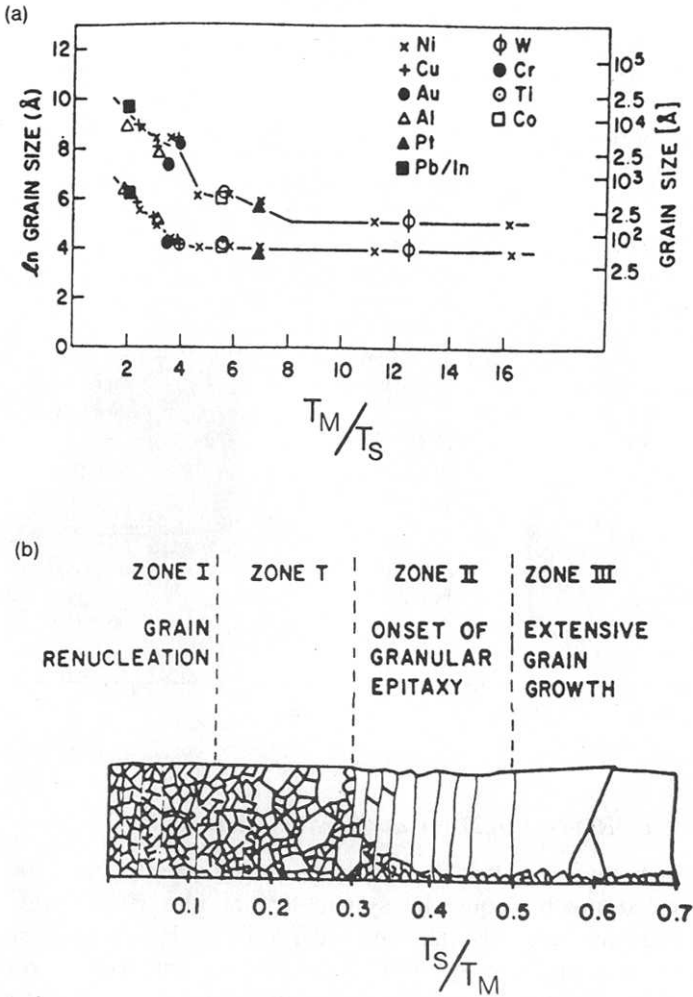 (a)
12
10
8
6
4
2
0
ln GRAIN SIZE (Å)
× Ni
+ Cu
● Au
△ Al
▲ Pt
■ Pb/In
⌽ W
● Cr
⊙ Ti
□ Co
10⁵
2.5
10⁴
2.5
10³
2.5
10²
2.5
GRAIN SIZE [Å]
2 4 6 8 10 12 14 16
T_M/T_S
(b)
ZONE I ZONE T ZONE II ZONE III
GRAIN RENUCLEATION
ONSET OF
GRANULAR
EPITAXY
EXTENSIVE
GRAIN
GROWTH
0.1 0.2 0.3 0.4 0.5 0.6 0.7
T_S/T_M